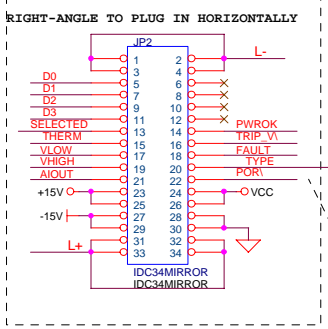 RIGHT-ANGLE TO PLUG IN HORIZONTALLY
JP2
L-
1 2
3 4
D0 5 6
D1 7 8
D2 9 10
D3 11 12
SELECTED 13 14 PWROK
THERM 15 16 TRIP_V\
VLOW 17 18 FAULT
VHIGH 19 20 TYPE
AIOUT 21 22 POR\
+15V 23 24 VCC
25 26
-15V 27 28
29 30
L+ 31 32
33 34
IDC34MIRROR
IDC34MIRROR